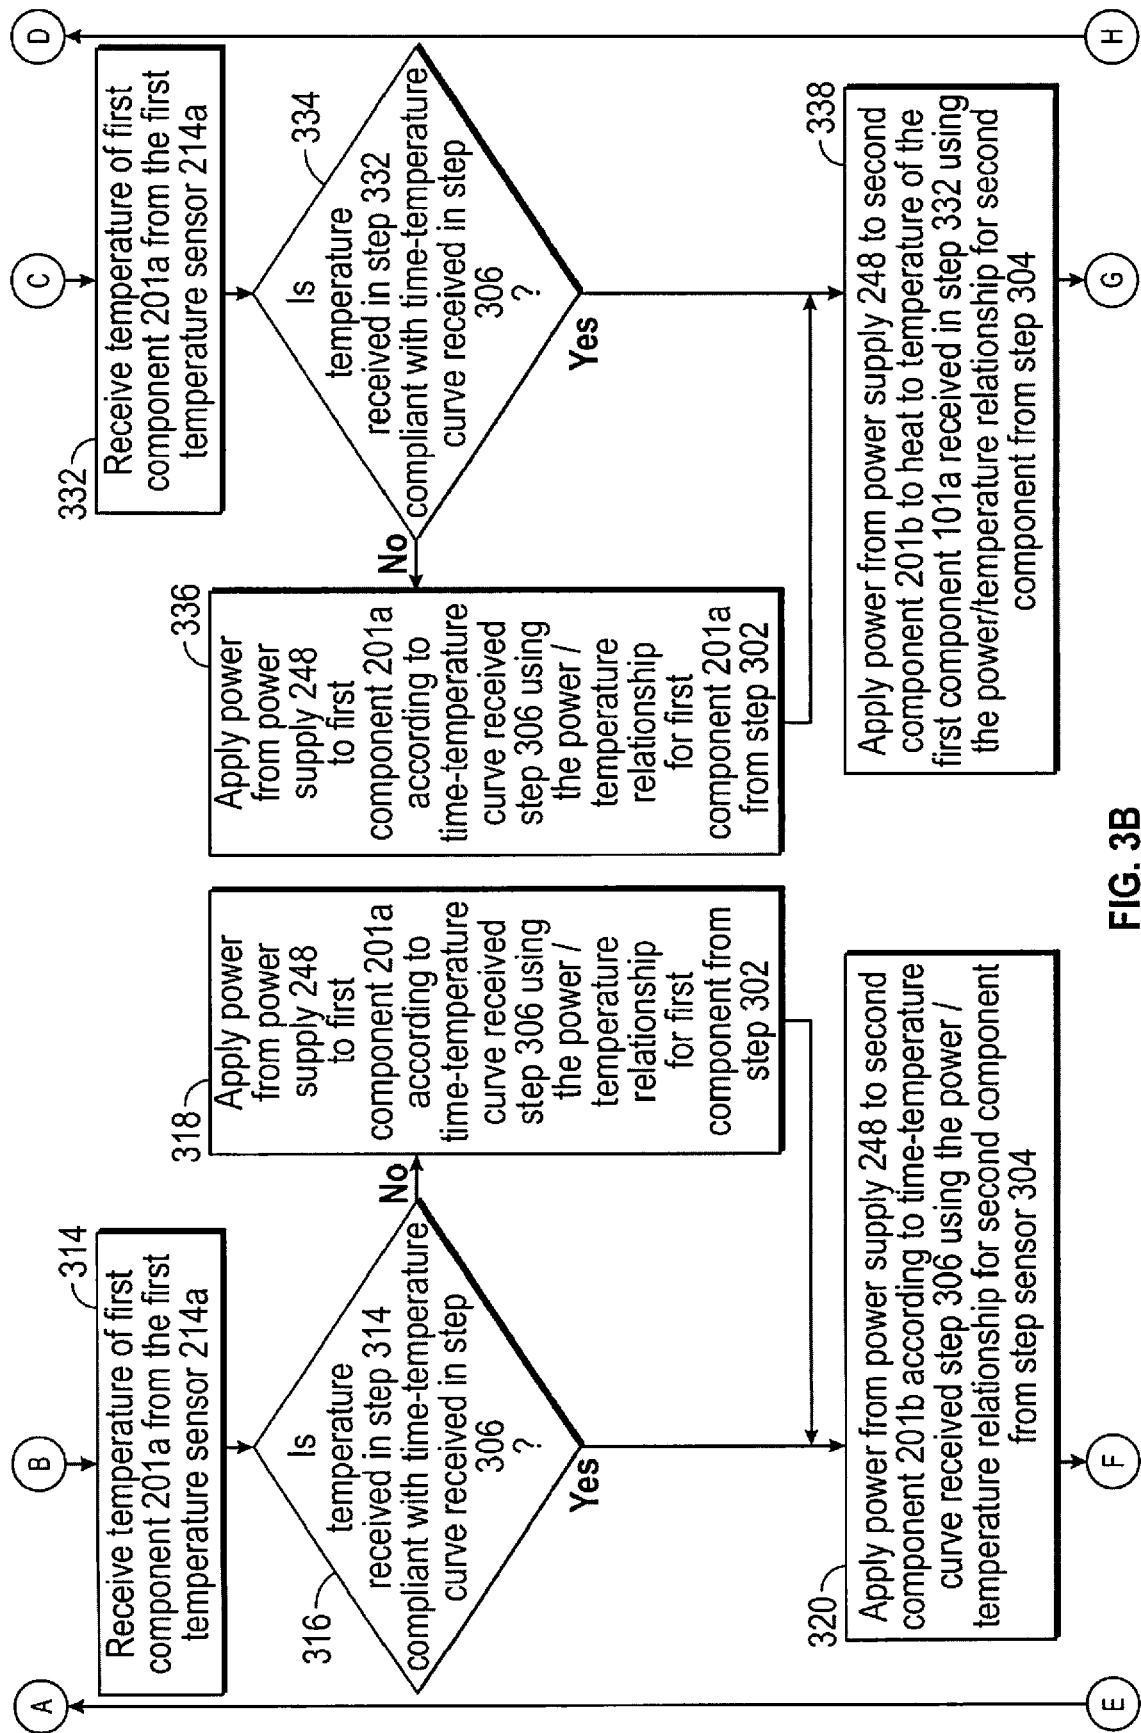 A
B
314
Receive temperature of first
component 201a from the first
temperature sensor 214a
316
Is
temperature
received in step 314
compliant with time-temperature
curve received in step
306
?
No
Yes
318
Apply power
from power
supply 248
to first
component 201a
according to
time-temperature
curve received
step 306 using
the power /
temperature
relationship
for first
component from
step 302
320
Apply power from power supply 248 to second
component 201b according to time-temperature
curve received step 306 using the power /
temperature relationship for second component
from step sensor 304
E
F
C
D
332
Receive temperature of first
component 201a from the first
temperature sensor 214a
334
Is
temperature
received in step 332
compliant with time-temperature
curve received in step
306
?
No
Yes
336
Apply power
from power
supply 248
to first
component 201a
according to
time-temperature
curve received
step 306 using
the power /
temperature
relationship
for first
component 201a
from step 302
338
Apply power from power supply 248 to second
component 201b to heat to temperature of the
first component 101a received in step 332 using
the power/temperature relationship for second
component from step 304
G
H
FIG. 3B